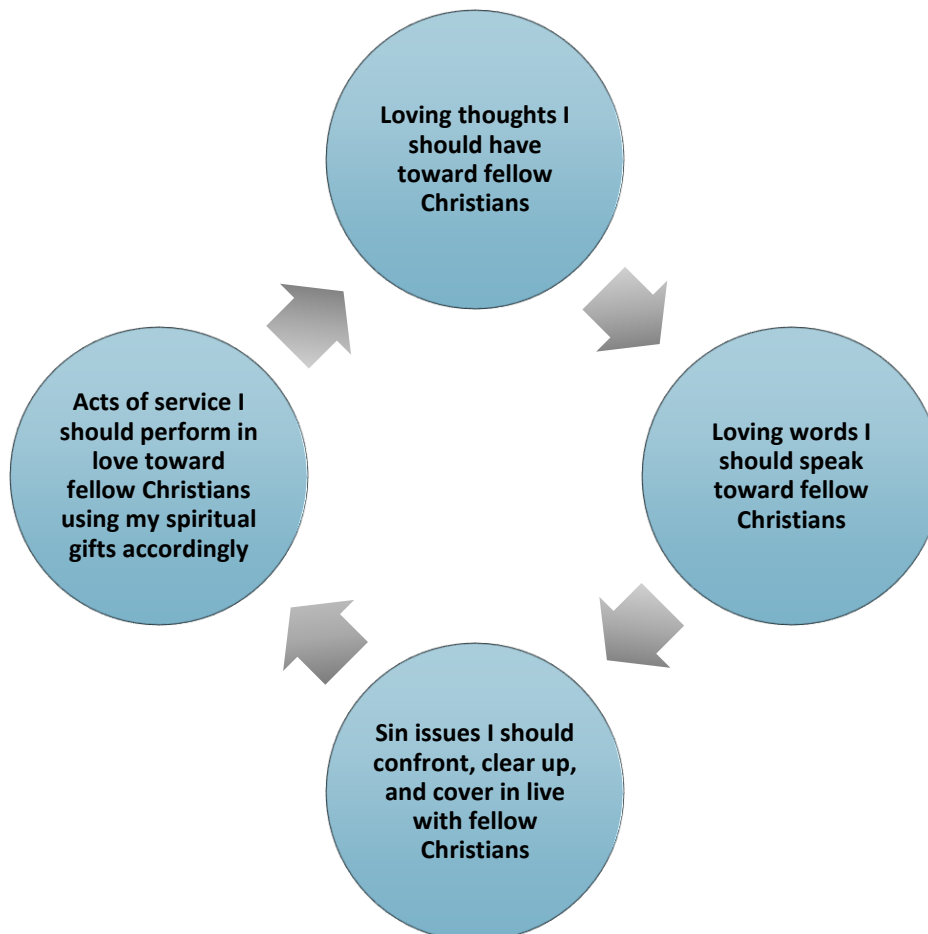 Loving thoughts I
should have
toward fellow
Christians
Loving words I
should speak
toward fellow
Christians
Sin issues I should
confront, clear up,
and cover in live
with fellow
Christians
Acts of service I
should perform in
love toward
fellow Christians
using my spiritual
gifts accordingly